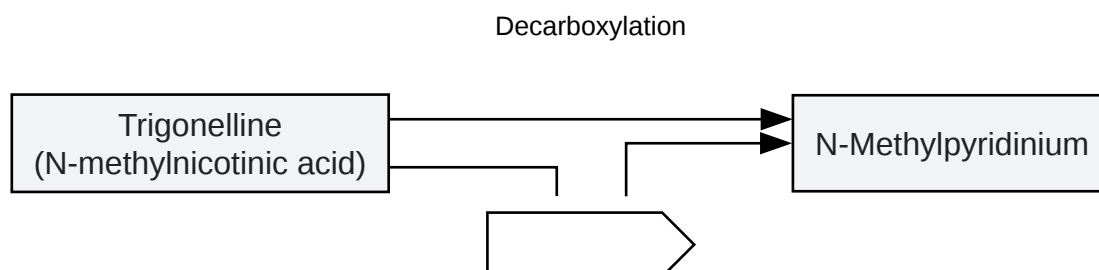 Decarboxylation
Trigonelline
(N-methylnicotinic acid)
N-Methylpyridinium